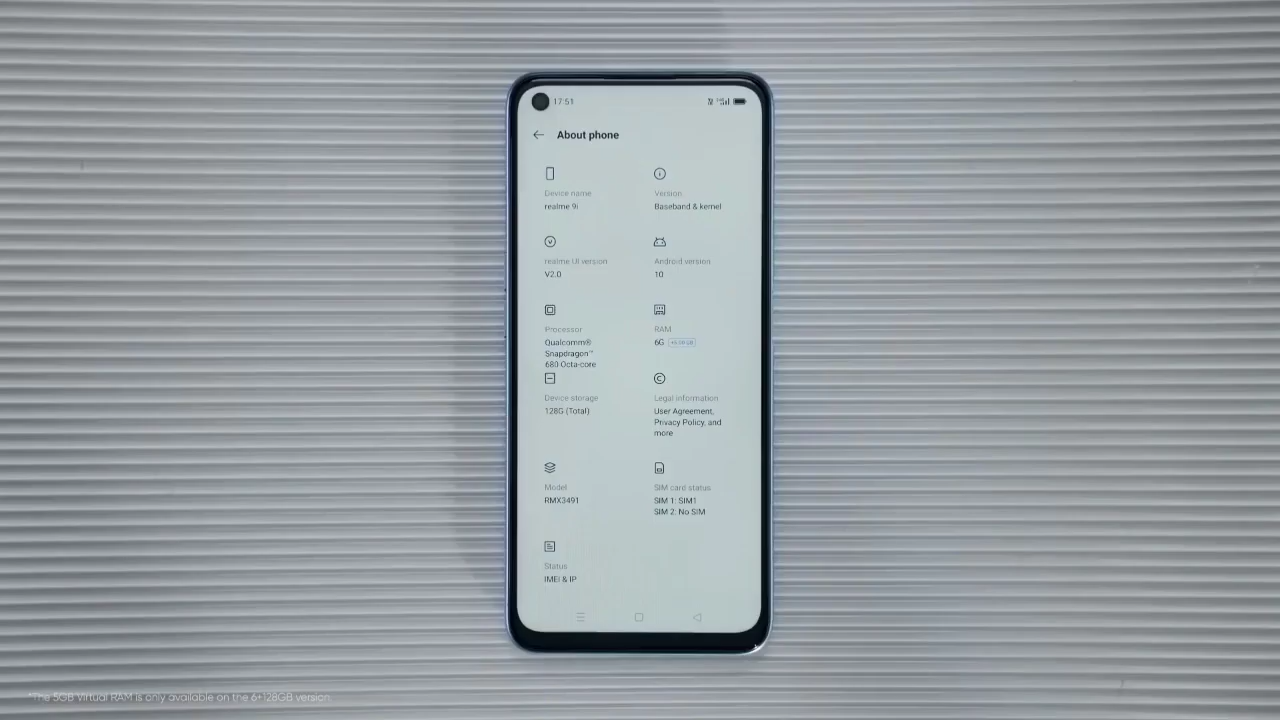 17:51
About phone
Device name
realme 9i
Version
Baseband & kernel
realme UI version
V2.0
Android version
10
Processor
Qualcomm®
Snapdragon™
680 Octa-core
RAM
6G
Device storage
128G (Total)
Legal information
User Agreement,
Privacy Policy, and
more
Model
RMX3491
SIM card status
SIM 1: SIM1
SIM 2: No SIM
Status
IMEI & IP
*The 5GB Virtual RAM is only available on the 6+128GB version.